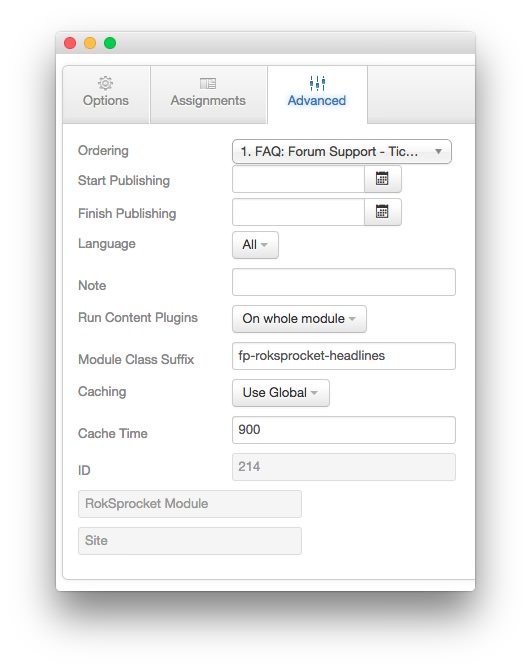 Options Assignments Advanced
Ordering 1. FAQ: Forum Support - Tic...
Start Publishing
Finish Publishing
Language All
Note
Run Content Plugins On whole module
Module Class Suffix fp-roksprocket-headlines
Caching Use Global
Cache Time 900
ID 214
RokSprocket Module
Site